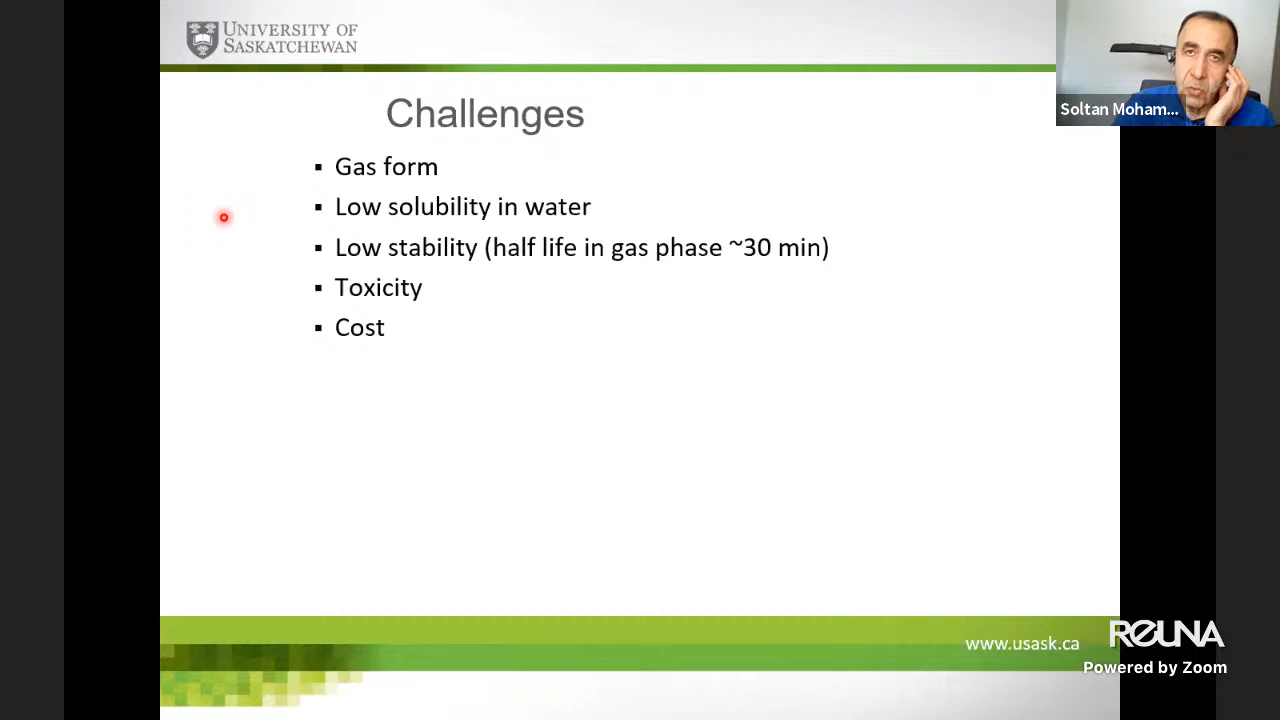 UNIVERSITY OF
SASKATCHEWAN
Soltan Moham...
Challenges
▪ Gas form
▪ Low solubility in water
▪ Low stability (half life in gas phase ~30 min)
▪ Toxicity
▪ Cost
www.usask.ca
REUNA
Powered by Zoom